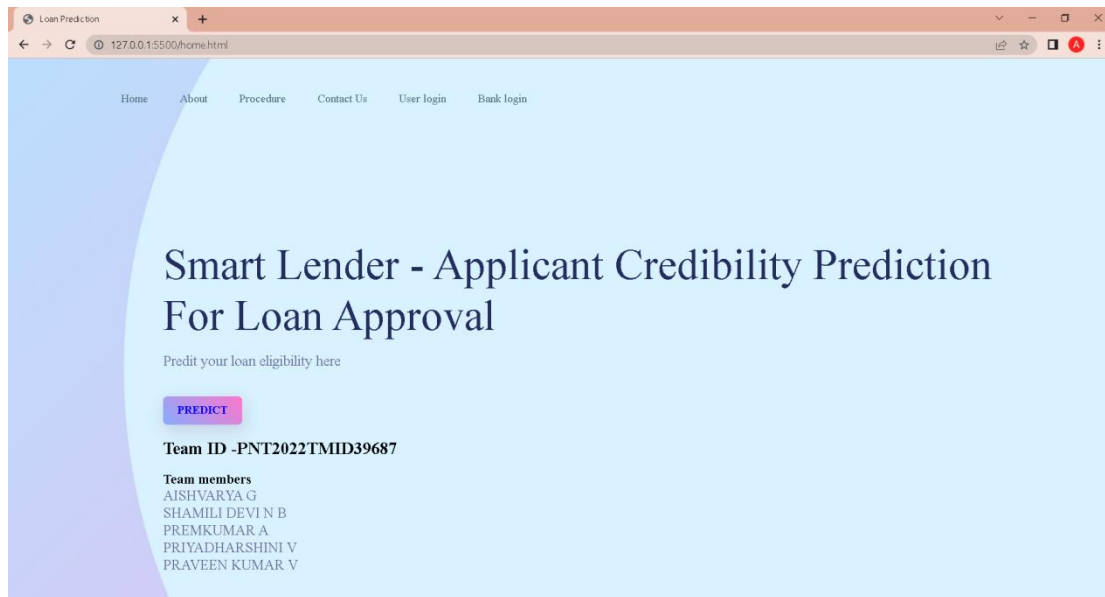 Loan Prediction
127.0.0.1:5500/home.html
A
Home About Procedure Contact Us User login Bank login
Smart Lender - Applicant Credibility Prediction
For Loan Approval
Predit your loan eligibility here
PREDICT
Team ID -PNT2022TMID39687
Team members
AISHVARYA G
SHAMILI DEVI N B
PREMKUMAR A
PRIYADHARSHINI V
PRAVEEN KUMAR V